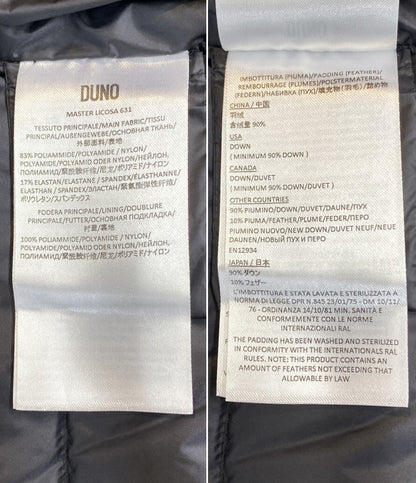 DUNO
MASTER LICOSA 631
TESSUTO PRINCIPALE/MAIN FABRIC/TISSU
PRINCIPAL/AUßENGEWEBE/ОСНОВНАЯ ТКАНЬ/
外部面料/表地
83% POLIAMMIDE/POLYAMIDE / NYLON/
POLYAMIDE/POLYAMID ODER NYLON/НЕЙЛОН,
ПОЛИАМИД/聚酰胺纤维/尼龙/ポリアミド/ナイロン
17% ELASTAN/ELASTANE / SPANDEX/ELASTHANNE/
ELASTHAN / SPANDEX/ЭЛАСТАН/聚氨酯弹性纤维/
ポリウレタン/スパンデックス
FODERA PRINCIPALE/LINING/DOUBLURE
PRINCIPALE/FUTTER/ОСНОВНАЯ ПОДКЛАДКА/
衬里/裏地
100% POLIAMMIDE/POLYAMIDE / NYLON/
POLYAMIDE/POLYAMID ODER NYLON/НЕЙЛОН,
ПОЛИАМИД/聚酰胺纤维/尼龙/ポリアミド/ナイロン
IMBOTTITURA (PIUMA)/PADDING (FEATHER)/
REMBOURRAGE (PLUMES)/POLSTERMATERIAL
(FEDERN)/НАБИВКА (ПУХ)/填充物(羽毛)/詰め物
(フェザー)
CHINA / 中国
羽绒
含绒量 90%
USA
DOWN
( MINIMUM 90% DOWN )
CANADA
DOWN/DUVET
( MINIMUM 90% DOWN/DUVET )
OTHER COUNTRIES
90% PIUMINO/DOWN/DUVET/DAUNE/ПУХ
10% PIUMA/FEATHER/PLUME/FEDER/ПЕРО
PIUMINO NUOVO/NEW DOWN/DUVET NEUF/NEUE
DAUNEN/НОВЫЙ ПУХ И ПЕРО
EN12934
JAPAN / 日本
90% ダウン
10% フェザー
L'IMBOTTITURA È STATA LAVATA E STERILIZZATA A
NORMA DI LEGGE DPR N.845 23/01/75 - DM 10/11/
76 - ORDINANZA 14/10/81 MIN. SANITÀ E
CONFORMEMENTE CON LE NORME
INTERNAZIONALI RAL
THE PADDING HAS BEEN WASHED AND STERILIZED
IN CONFORMITY WITH THE INTERNATIONALS RAL
RULES, NOTE: THIS PRODUCT CONTAINS AN
AMOUNT OF FEATHERS NOT EXCEEDING THAT
ALLOWABLE BY LAW